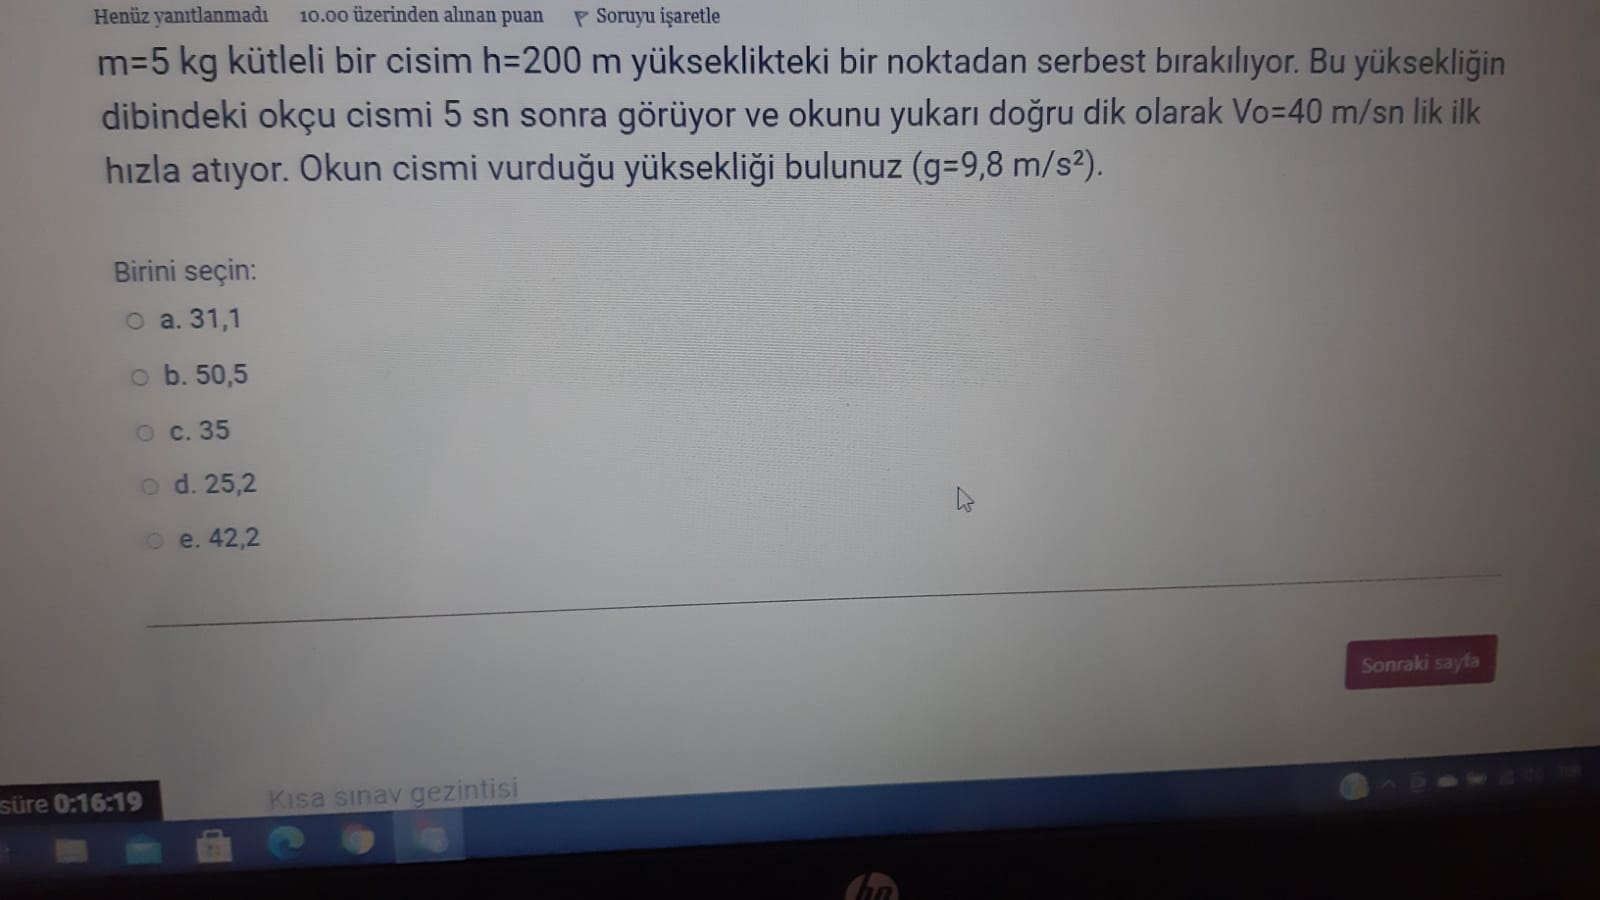 Henüz yanıtlanmadı 10.00 üzerinden alınan puan Soruyu işaretle
m=5 kg kütleli bir cisim h=200 m yükseklikteki bir noktadan serbest bırakılıyor. Bu yüksekliğin
dibindeki okçu cismi 5 sn sonra görüyor ve okunu yukarı doğru dik olarak Vo=40 m/sn lik ilk
hızla atıyor. Okun cismi vurduğu yüksekliği bulunuz (g=9,8 m/s²).
Birini seçin:
a. 31,1
b. 50,5
c. 35
d. 25,2
e. 42,2
Sonraki sayfa
süre 0:16:19
Kısa sınav gezintisi
hp